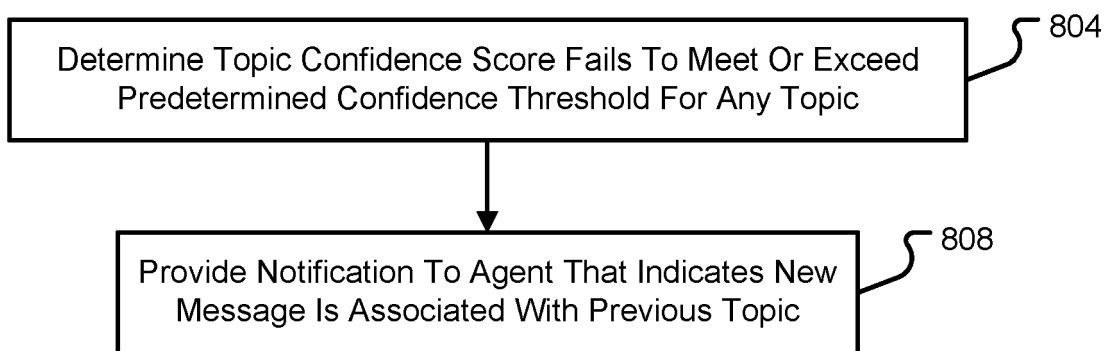 804
Determine Topic Confidence Score Fails To Meet Or Exceed
Predetermined Confidence Threshold For Any Topic
808
Provide Notification To Agent That Indicates New
Message Is Associated With Previous Topic